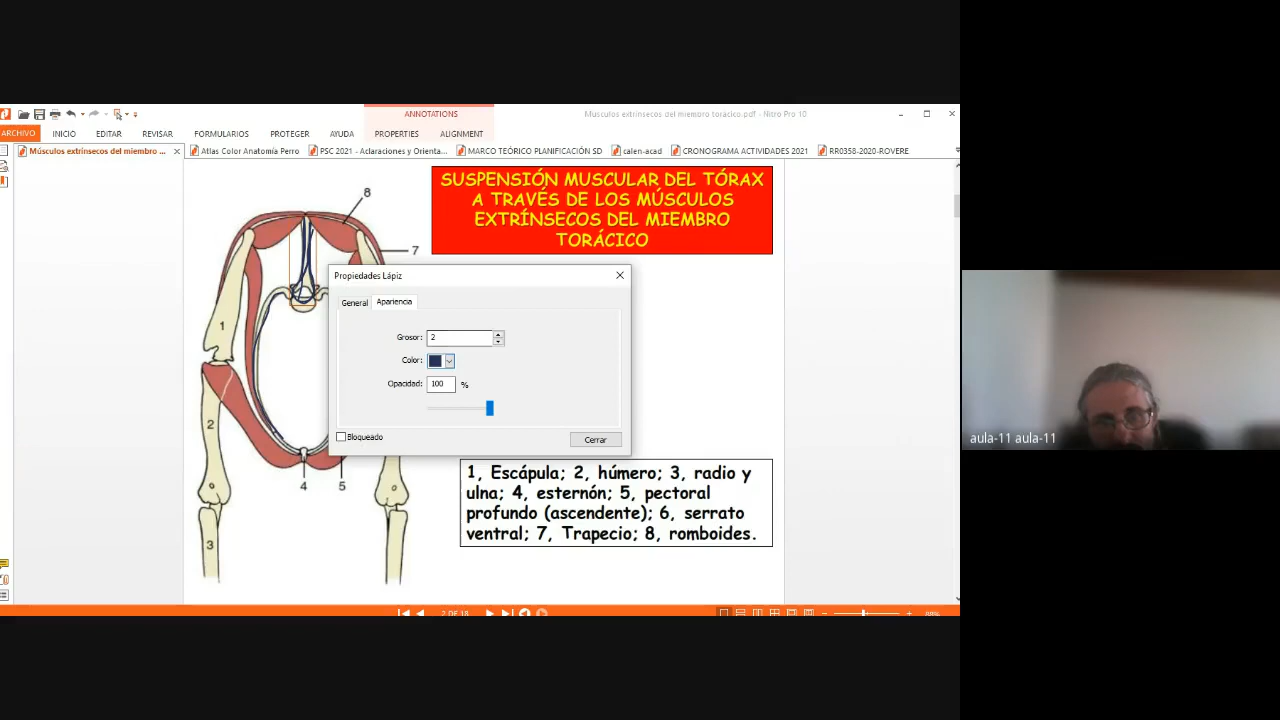 ANNOTATIONS
Musculos extrinsecos del miembro toracico.pdf - Nitro Pro 10
ARCHIVO INICIO EDITAR REVISAR FORMULARIOS PROTEGER AYUDA PROPERTIES ALIGNMENT
Músculos extrínsecos del miembro ... × Atlas Color Anatomía Perro PSC 2021 - Aclaraciones y Orienta... MARCO TEÓRICO PLANIFICACIÓN SD calen-acad CRONOGRAMA ACTIVIDADES 2021 RR0358-2020-ROVERE
SUSPENSIÓN MUSCULAR DEL TÓRAX
A TRAVÉS DE LOS MÚSCULOS
EXTRÍNSECOS DEL MIEMBRO
TORÁCICO
8
7
1
2
3
4
5
Propiedades Lápiz
General Apariencia
Grosor: 2
Color:
Opacidad: 100 %
Bloqueado
Cerrar
1, Escápula; 2, húmero; 3, radio y
ulna; 4, esternón; 5, pectoral
profundo (ascendente); 6, serrato
ventral; 7, Trapecio; 8, romboides.
2 DE 18
88%
aula-11 aula-11